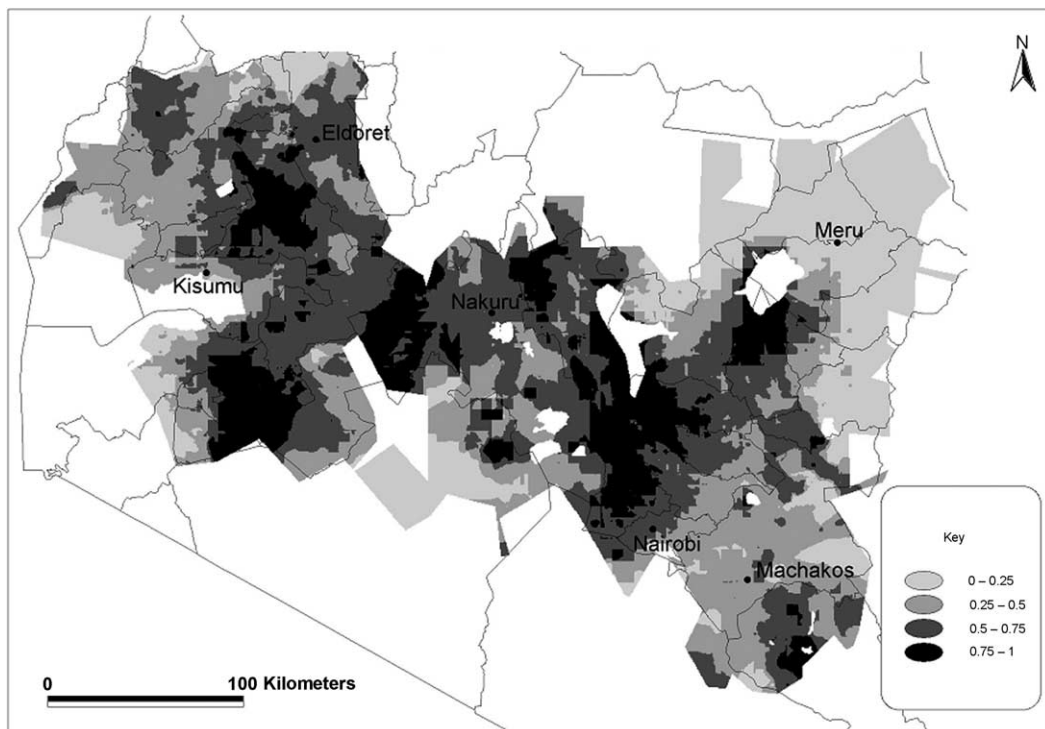 N
Eldoret
Meru
Kisumu
Nakuru
Nairobi
Machakos
Key
0 – 0.25
0.25 – 0.5
0.5 – 0.75
0.75 – 1
0 100 Kilometers